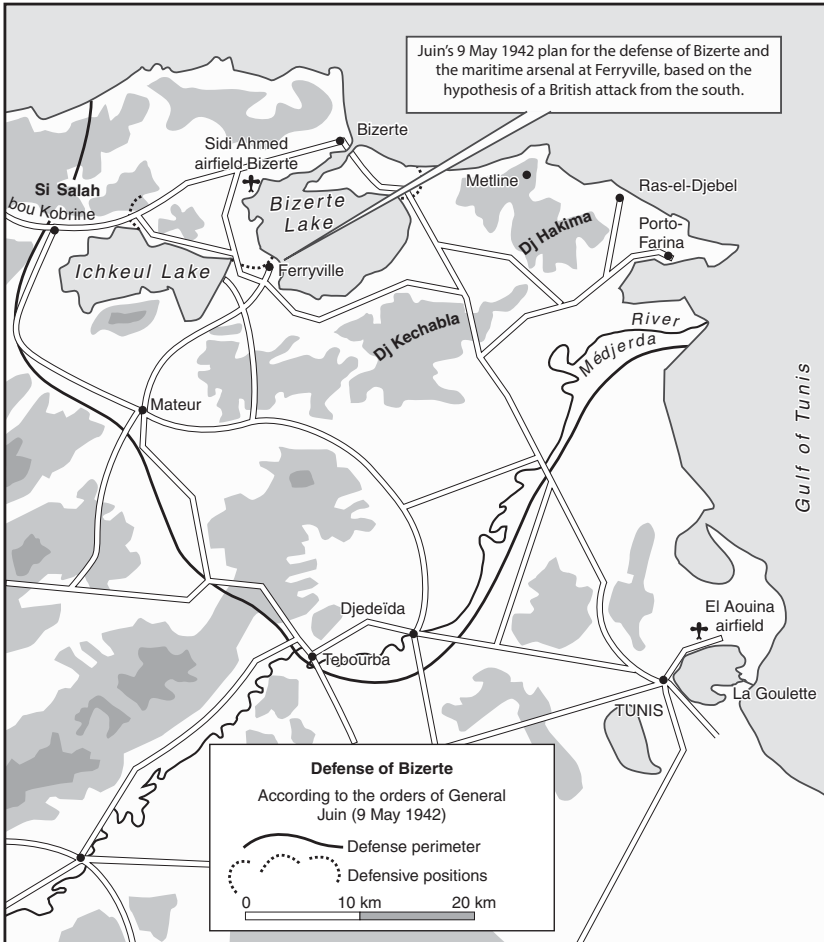 Juin's 9 May 1942 plan for the defense of Bizerte and
the maritime arsenal at Ferryville, based on the
hypothesis of a British attack from the south.
Bizerte
Sidi Ahmed
airfield-Bizerte
Metline
Ras-el-Djebel
Si Salah
bou Kobrine
Bizerte
Lake
Dj Hakima
Porto-
Farina
Ichkeul Lake
Ferryville
River
Médjerda
Dj Kechabla
Mateur
Gulf of Tunis
Djedeïda
El Aouina
airfield
Tebourba
La Goulette
TUNIS
Defense of Bizerte
According to the orders of General
Juin (9 May 1942)
Defense perimeter
Defensive positions
0 10 km 20 km